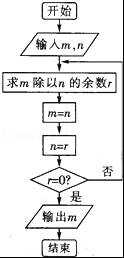 开始
输入m,n
求m除以n的余数r
m=n
n=r
r=0?
否
是
输出m
结束